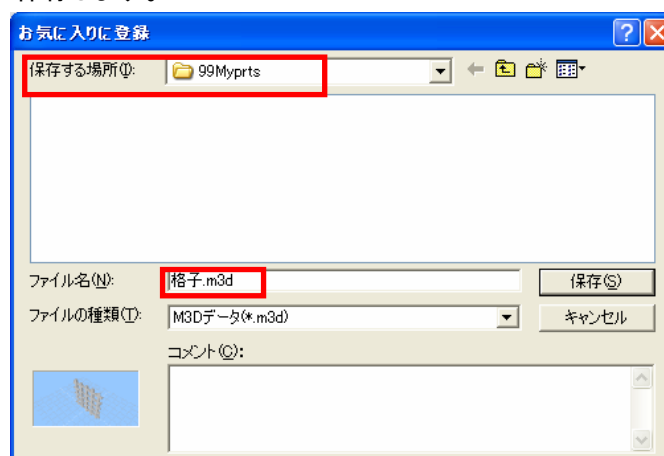 お気に入りに登録
保存する場所(I): 99Myprts
ファイル名(N): 格子.m3d 保存(S)
ファイルの種類(T): M3Dデータ(*.m3d) キャンセル
コメント(C):